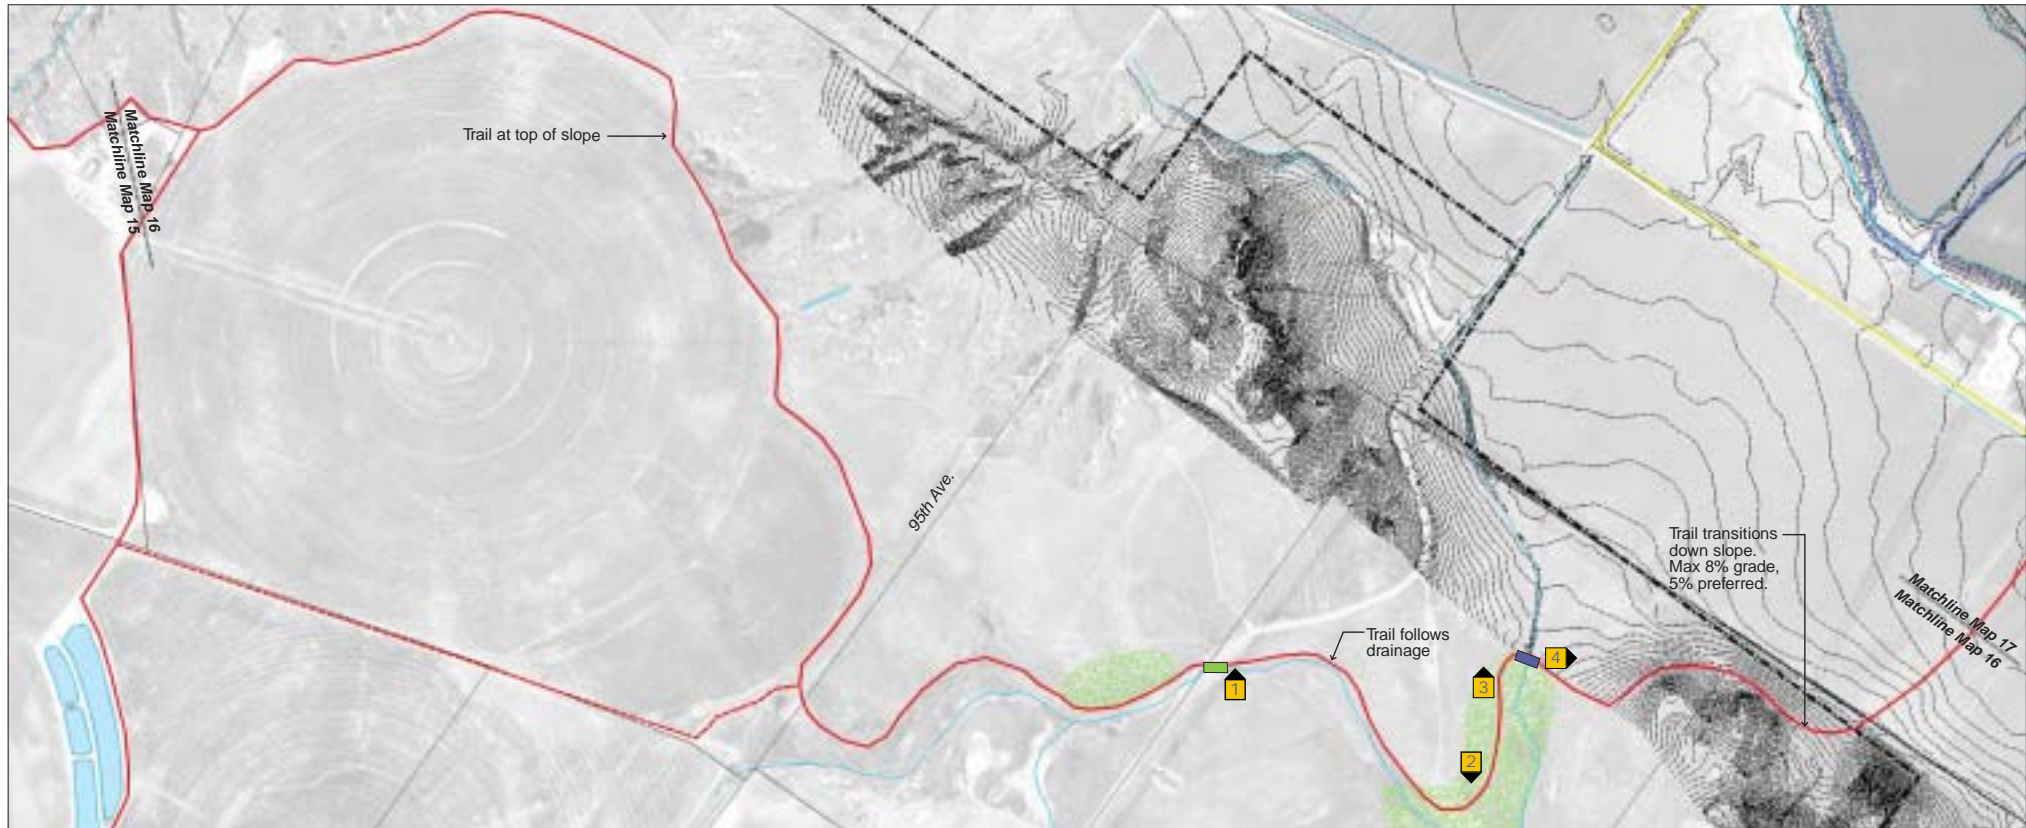 Matchline Map 16
Matchline Map 15
Trail at top of slope
95th Ave.
Trail transitions
down slope.
Max 8% grade,
5% preferred.
Matchline Map 17
Matchline Map 16
Trail follows
drainage
1
2
3
4